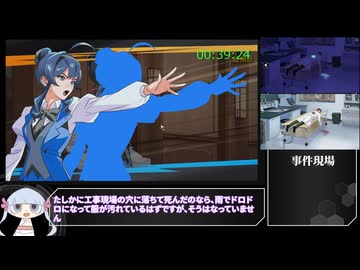 00:39:24
事件現場
たしかに工事現場の穴に落ちて死んだのなら、雨でドロド
ロになって服が汚れているはずですが、そうはなっていませ
ん